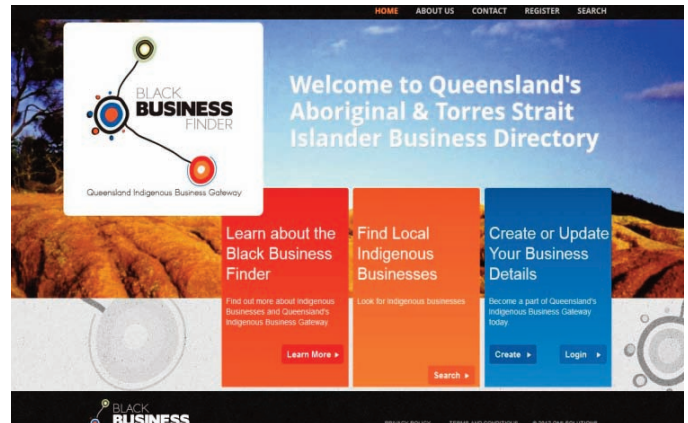 HOME ABOUT US CONTACT REGISTER SEARCH
BLACK
BUSINESS
FINDER
Queensland Indigenous Business Gateway
Welcome to Queensland's
Aboriginal & Torres Strait
Islander Business Directory
Learn about the
Black Business
Finder
Find out more about Indigenous
Businesses and Queensland's
Indigenous Business Gateway.
Learn More
Find Local
Indigenous
Businesses
Look for Indigenous businesses
Search
Create or Update
Your Business
Details
Become a part of Queensland's
Indigenous Business Gateway
today.
Create Login
BLACK
BUSINESS